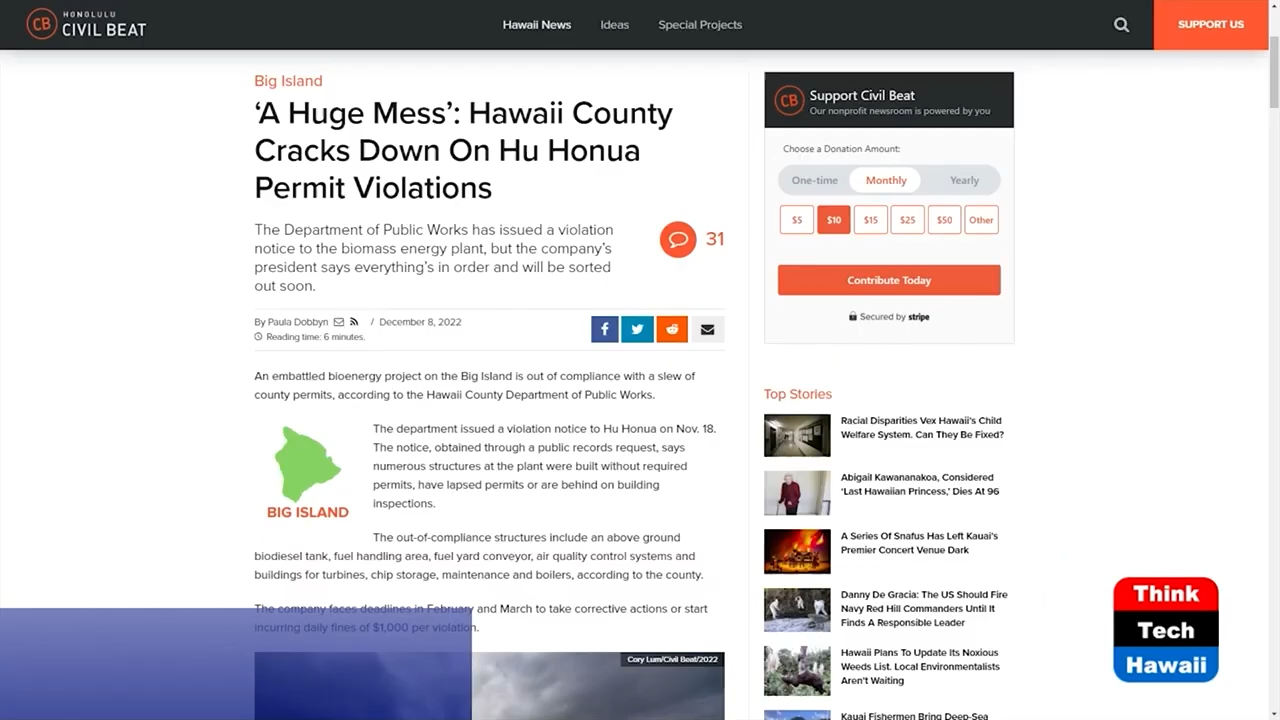 HONOLULU
CB CIVIL BEAT
Hawaii News
Ideas
Special Projects
SUPPORT US
Big Island
‘A Huge Mess’: Hawaii County
Cracks Down On Hu Honua
Permit Violations
The Department of Public Works has issued a violation
notice to the biomass energy plant, but the company’s
president says everything’s in order and will be sorted
out soon.
31
By Paula Dobbyn / December 8, 2022
Reading time: 6 minutes.
An embattled bioenergy project on the Big Island is out of compliance with a slew of
county permits, according to the Hawaii County Department of Public Works.
BIG ISLAND
The department issued a violation notice to Hu Honua on Nov. 18.
The notice, obtained through a public records request, says
numerous structures at the plant were built without required
permits, have lapsed permits or are behind on building
inspections.
The out-of-compliance structures include an above ground
biodiesel tank, fuel handling area, fuel yard conveyor, air quality control systems and
buildings for turbines, chip storage, maintenance and boilers, according to the county.
The company faces deadlines in February and March to take corrective actions or start
incurring daily fines of $1,000 per violation.
Cory Lum/Civil Beat/2022
CB Support Civil Beat
Our nonprofit newsroom is powered by you
Choose a Donation Amount:
One-time Monthly Yearly
$5 $10 $15 $25 $50 Other
Contribute Today
Secured by stripe
Top Stories
Racial Disparities Vex Hawaii’s Child
Welfare System. Can They Be Fixed?
Abigail Kawananakoa, Considered
‘Last Hawaiian Princess,’ Dies At 96
A Series Of Snafus Has Left Kauai’s
Premier Concert Venue Dark
Danny De Gracia: The US Should Fire
Navy Red Hill Commanders Until It
Finds A Responsible Leader
Hawaii Plans To Update Its Noxious
Weeds List. Local Environmentalists
Aren’t Waiting
Kauai Fishermen Bring Deep-Sea
Think
Tech
Hawaii